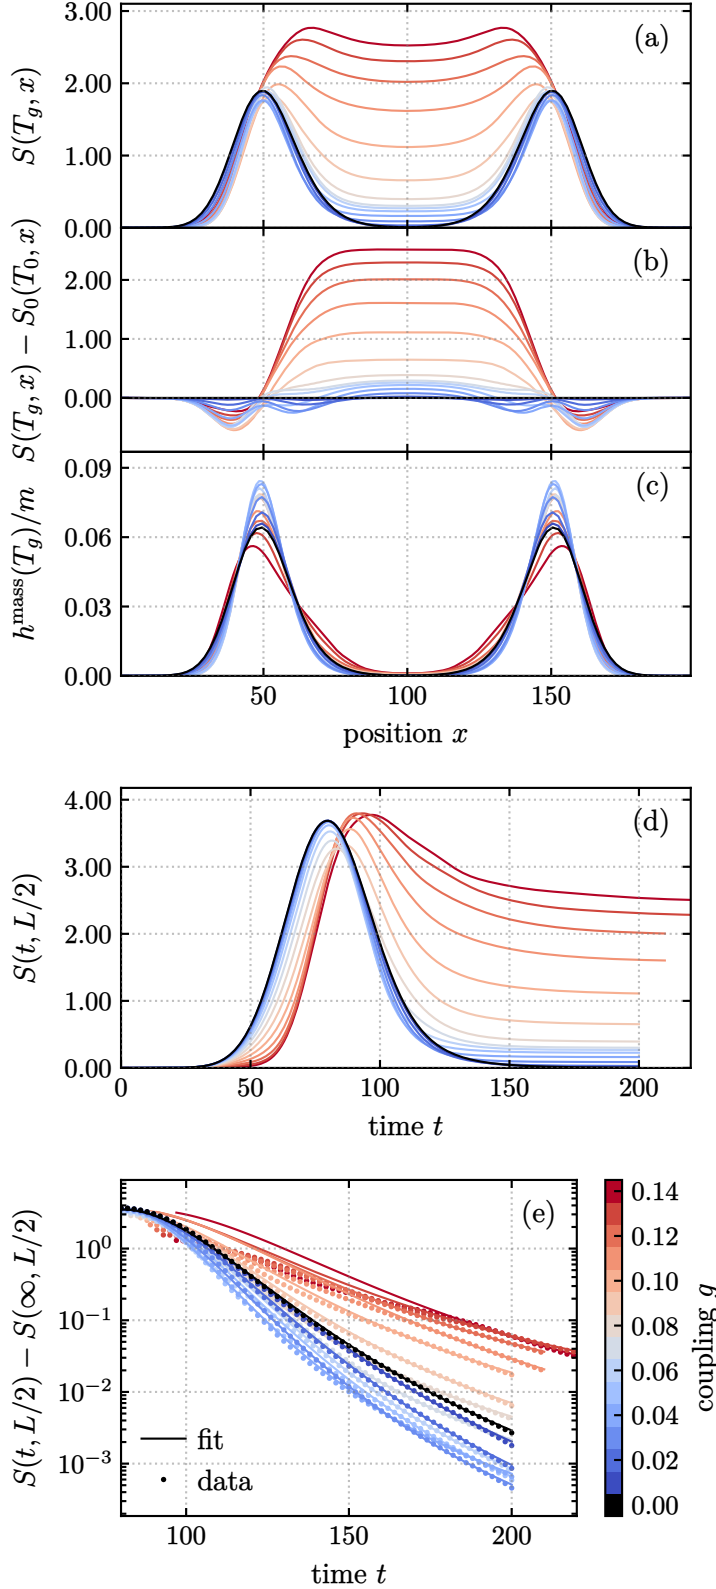 (a)
S(T_g, x)
3.00
2.00
1.00
0.00
(b)
S(T_g, x) − S_0(T_0, x)
2.00
1.00
0.00
(c)
h^mass(T_g)/m
0.09
0.06
0.03
0.00
50 100 150
position x
(d)
S(t, L/2)
4.00
3.00
2.00
1.00
0.00
0 50 100 150 200
time t
(e)
S(t, L/2) − S(∞, L/2)
10^0
10^−1
10^−2
10^−3
fit
data
100 150 200
time t
0.14
0.12
0.10
0.08
0.06
0.04
0.02
0.00
coupling g